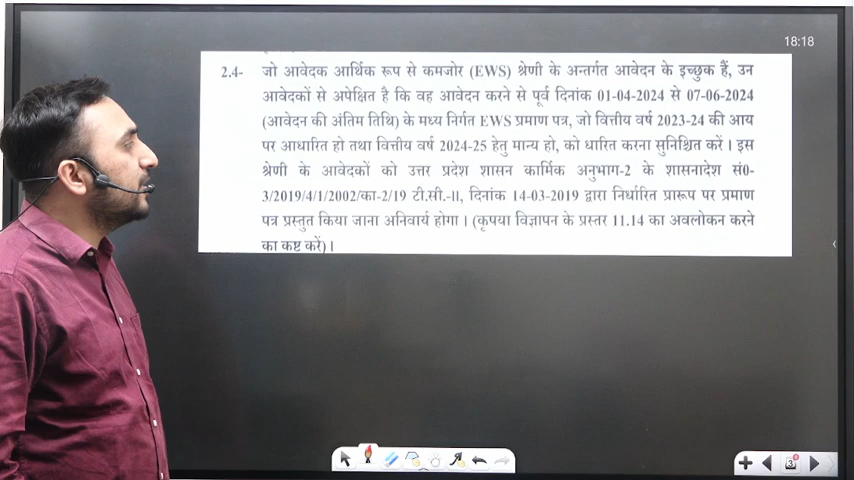 18:18
2.4- जो आवेदक आर्थिक रूप से कमजोर (EWS) श्रेणी के अन्तर्गत आवेदन के इच्छुक हैं, उन
आवेदकों से अपेक्षित है कि वह आवेदन करने से पूर्व दिनांक 01-04-2024 से 07-06-2024
(आवेदन की अंतिम तिथि) के मध्य निर्गत EWS प्रमाण पत्र, जो वित्तीय वर्ष 2023-24 की आय
पर आधारित हो तथा वित्तीय वर्ष 2024-25 हेतु मान्य हो, को धारित करना सुनिश्चित करें। इस
श्रेणी के आवेदकों को उत्तर प्रदेश शासन कार्मिक अनुभाग-2 के शासनादेश सं0-
3/2019/4/1/2002/का-2/19 टी.सी.-II, दिनांक 14-03-2019 द्वारा निर्धारित प्रारूप पर प्रमाण
पत्र प्रस्तुत किया जाना अनिवार्य होगा। (कृपया विज्ञापन के प्रस्तर 11.14 का अवलोकन करने
का कष्ट करें)।
3